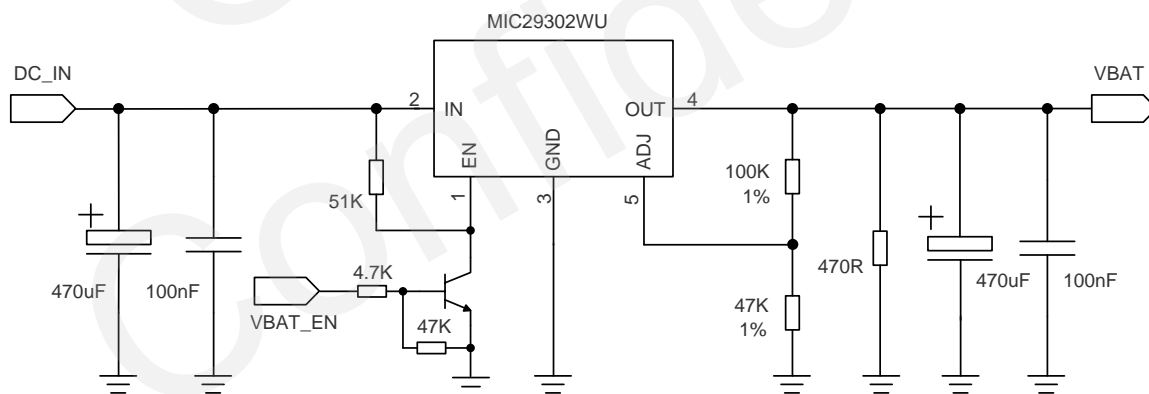 MIC29302WU
DC_IN
VBAT
2
IN
OUT
4
EN
GND
ADJ
1
3
5
51K
100K
1%
470uF
100nF
4.7K
VBAT_EN
47K
47K
1%
470R
470uF
100nF
Confide